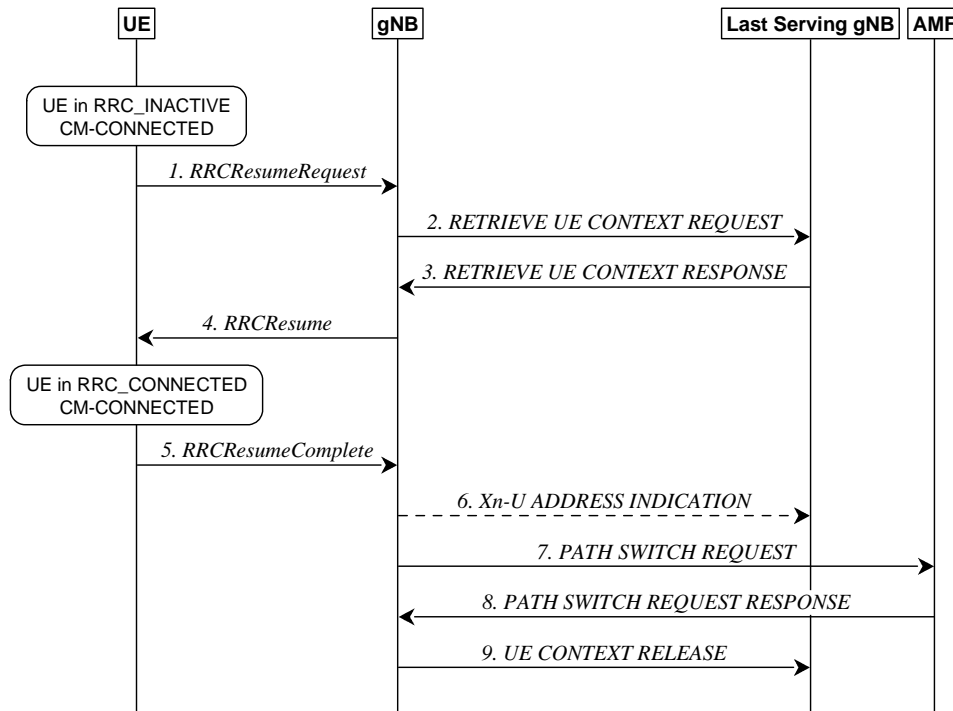 UE
gNB
Last Serving gNB
AMF
UE in RRC_INACTIVE
CM-CONNECTED
1. RRCResumeRequest
2. RETRIEVE UE CONTEXT REQUEST
3. RETRIEVE UE CONTEXT RESPONSE
4. RRCResume
UE in RRC_CONNECTED
CM-CONNECTED
5. RRCResumeComplete
6. Xn-U ADDRESS INDICATION
7. PATH SWITCH REQUEST
8. PATH SWITCH REQUEST RESPONSE
9. UE CONTEXT RELEASE